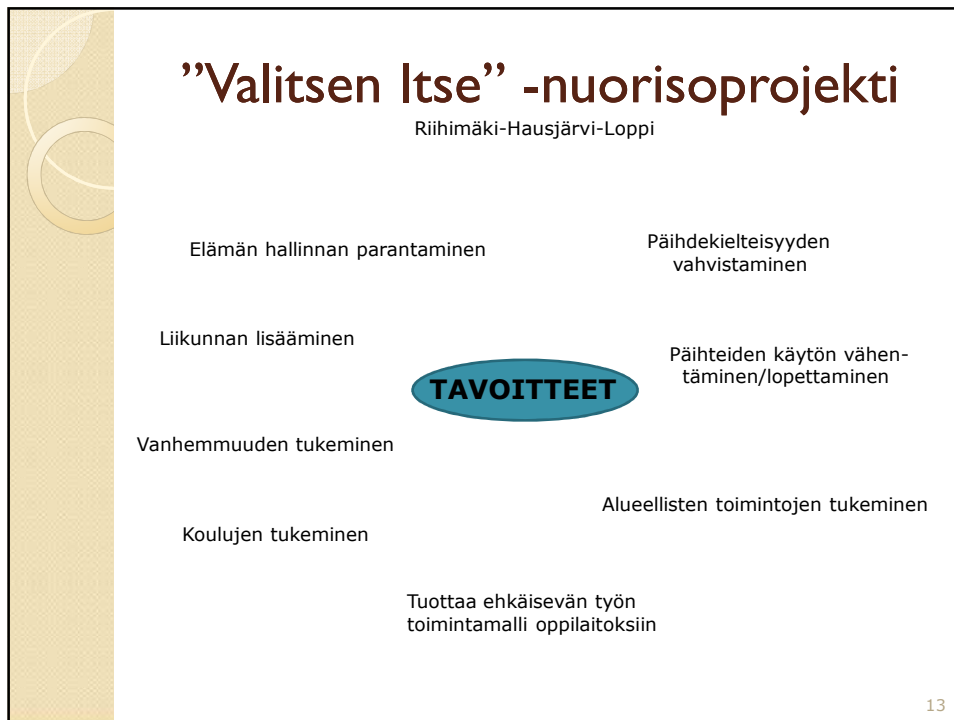 ”Valitsen Itse” -nuorisoprojekti
Riihimäki-Hausjärvi-Loppi
Elämän hallinnan parantaminen
Päihdekielteisyyden
vahvistaminen
Liikunnan lisääminen
Päihteiden käytön vähen-
täminen/lopettaminen
TAVOITTEET
Vanhemmuuden tukeminen
Alueellisten toimintojen tukeminen
Koulujen tukeminen
Tuottaa ehkäisevän työn
toimintamalli oppilaitoksiin
13